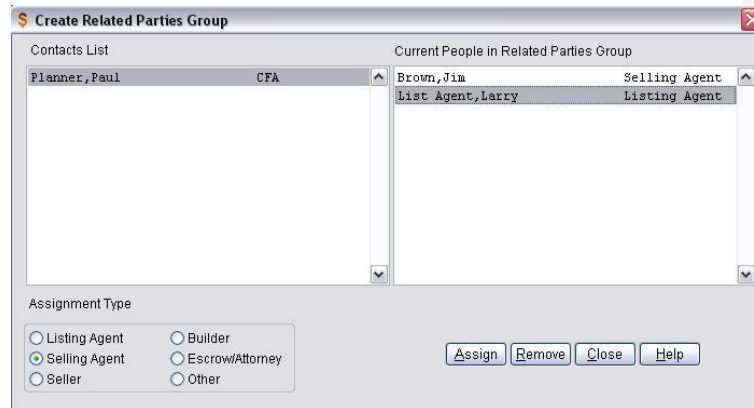 $ Create Related Parties Group
Contacts List
Current People in Related Parties Group
Planner,Paul CFA
Brown,Jim Selling Agent
List Agent,Larry Listing Agent
Assignment Type
Listing Agent Builder
Selling Agent Escrow/Attorney
Seller Other
Assign Remove Close Help